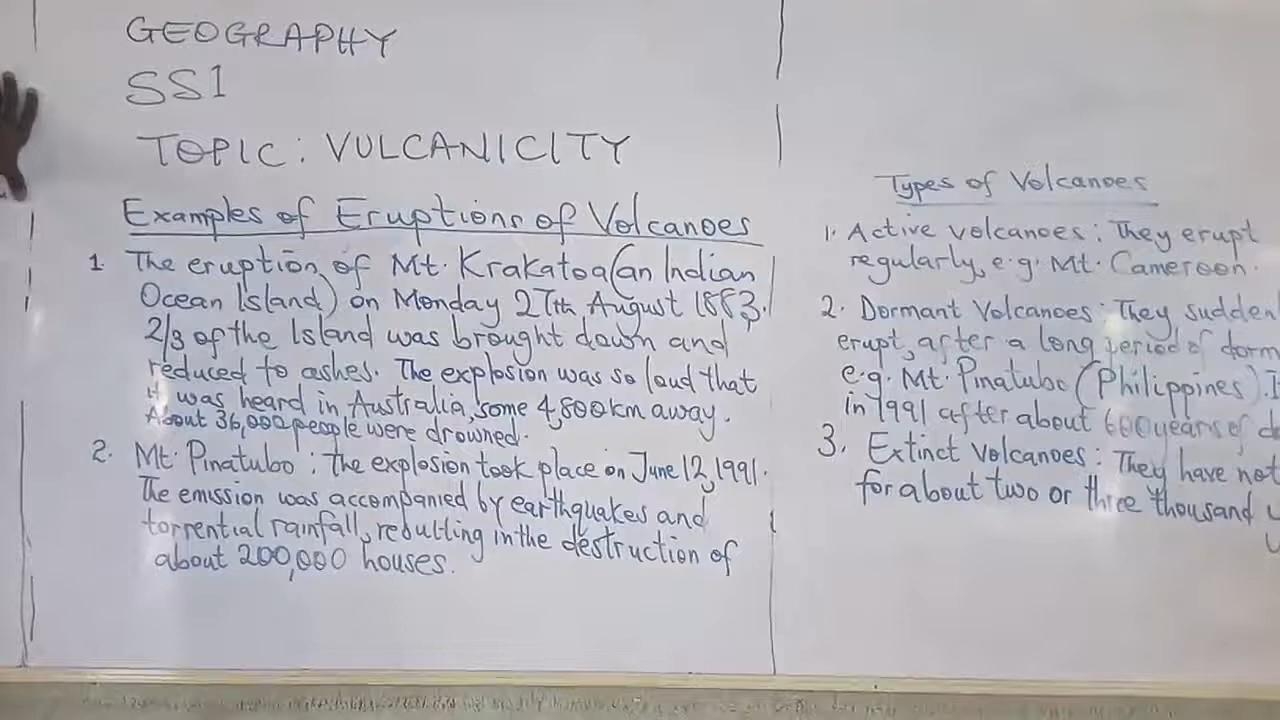 GEOGRAPHY
SS1
TOPIC: VULCANICITY
Examples of Eruptions of Volcanoes
1. The eruption of Mt. Krakatoa (an Indian
Ocean Island) on Monday 27th August 1883.
2/3 of the Island was brought down and
reduced to ashes. The explosion was so loud that
it was heard in Australia, some 4,800km away.
About 36,000 people were drowned.
2. Mt. Pinatubo: The explosion took place on June 12, 1991.
The emission was accompanied by earthquakes and
torrential rainfall, resulting in the destruction of
about 200,000 houses.
Types of Volcanoes
1. Active volcanoes: They erupt
regularly, e.g. Mt. Cameroon.
2. Dormant Volcanoes: They sudden
erupt, after a long period of dorm
e.g. Mt. Pinatubo (Philippines). I
in 1991 after about 600 years of d
3. Extinct Volcanoes: They have not
for about two or three thousand y